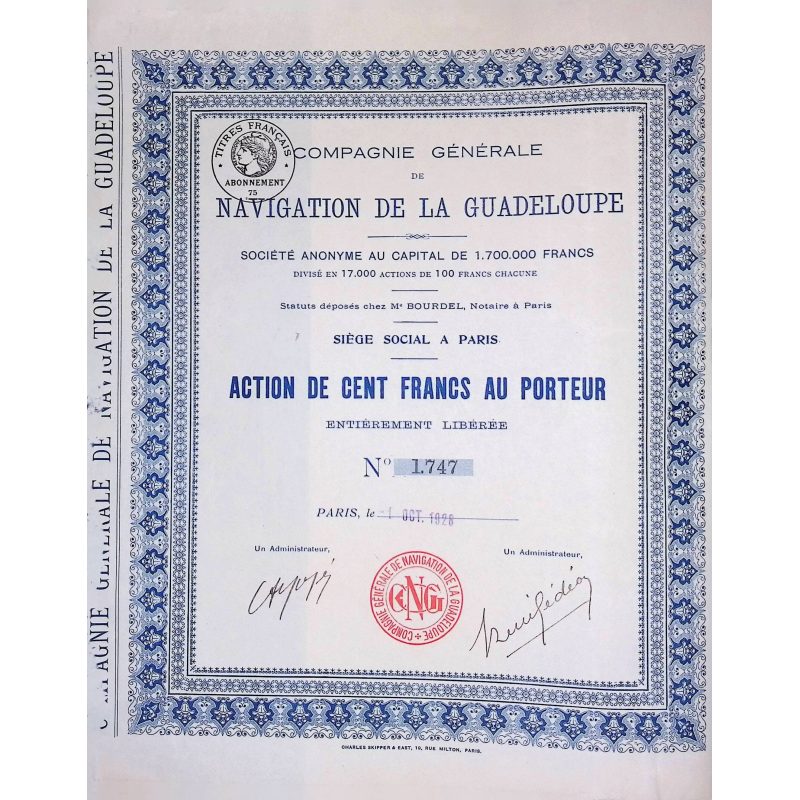 TITRES FRANÇAIS
ABONNEMENT
75
COMPAGNIE GÉNÉRALE
DE
NAVIGATION DE LA GUADELOUPE
SOCIÉTÉ ANONYME AU CAPITAL DE 1.700.000 FRANCS
DIVISÉ EN 17.000 ACTIONS DE 100 FRANCS CHACUNE
Statuts déposés chez Me BOURDEL, Notaire à Paris
SIÈGE SOCIAL A PARIS
ACTION DE CENT FRANCS AU PORTEUR
ENTIÈREMENT LIBÉRÉE
No 1.747
PARIS, le -1 OCT. 1928
Un Administrateur,
Un Administrateur,
COMPAGNIE GÉNÉRALE DE NAVIGATION DE LA GUADELOUPE
CGNG
CHARLES SKIPPER & EAST, 19, RUE MILTON, PARIS.
GÉNÉRALE DE NAVIGATION DE LA GUADELOUPE